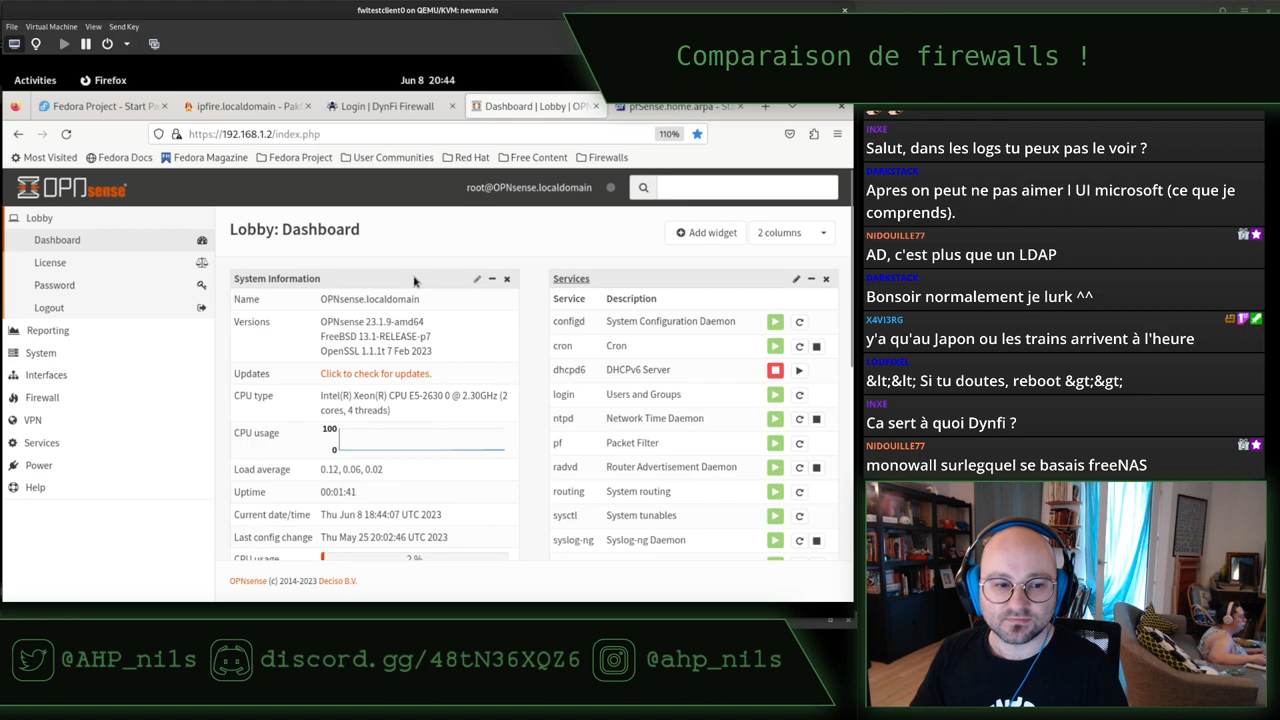 fwltestclient0 on QEMU/KVM: newmarvin
File Virtual Machine View Send Key
Comparaison de firewalls !
Activities Firefox Jun 8 20:44
Fedora Project - Start Pa
ipfire.localdomain - Pak
Login | DynFi Firewall
Dashboard | Lobby | OPN
pfSense.home.arpa - Sta
https://192.168.1.2/index.php 110%
Most Visited Fedora Docs Fedora Magazine Fedora Project User Communities Red Hat Free Content Firewalls
OPNsense
root@OPNsense.localdomain
Lobby
Dashboard
License
Password
Logout
Reporting
System
Interfaces
Firewall
VPN
Services
Power
Help
Lobby: Dashboard
Add widget
2 columns
System Information
Name OPNsense.localdomain
Versions OPNsense 23.1.9-amd64
FreeBSD 13.1-RELEASE-p7
OpenSSL 1.1.1t 7 Feb 2023
Updates Click to check for updates.
CPU type Intel(R) Xeon(R) CPU E5-2630 0 @ 2.30GHz (2
cores, 4 threads)
CPU usage 100
0
Load average 0.12, 0.06, 0.02
Uptime 00:01:41
Current date/time Thu Jun 8 18:44:07 UTC 2023
Last config change Thu May 25 20:02:46 UTC 2023
CPU usage 2 %
Services
Service Description
configd System Configuration Daemon
cron Cron
dhcpd6 DHCPv6 Server
login Users and Groups
ntpd Network Time Daemon
pf Packet Filter
radvd Router Advertisement Daemon
routing System routing
sysctl System tunables
syslog-ng Syslog-ng Daemon
OPNsense (c) 2014-2023 Deciso B.V.
INXE
Salut, dans les logs tu peux pas le voir ?
DARKSTACK
Apres on peut ne pas aimer l UI microsoft (ce que je
comprends).
NIDOUILLE77
AD, c'est plus que un LDAP
DARKSTACK
Bonsoir normalement je lurk ^^
X4VI3RG
y'a qu'au Japon ou les trains arrivent à l'heure
LOUPIXEL
&lt;&lt; Si tu doutes, reboot &gt;&gt;
INXE
Ca sert à quoi Dynfi ?
NIDOUILLE77
monowall surlegquel se basais freeNAS
@AHP_nils discord.gg/48tN36XQZ6 @ahp_nils